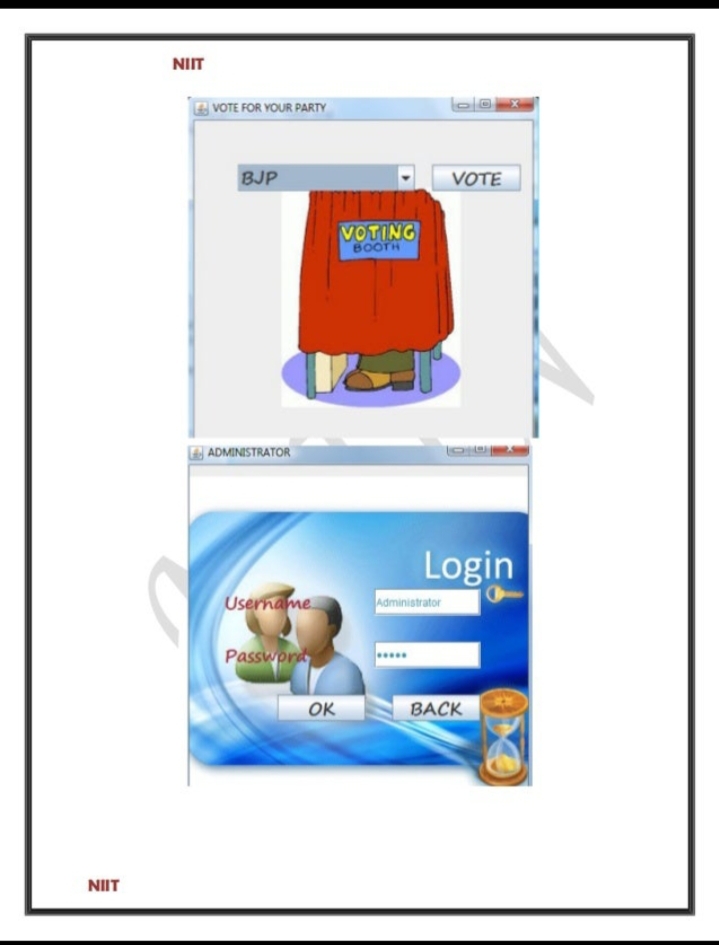 NIIT
VOTE FOR YOUR PARTY
BJP VOTE
VOTING
BOOTH
ADMINISTRATOR
Login
Username Administrator
Password •••••
OK BACK
NIIT